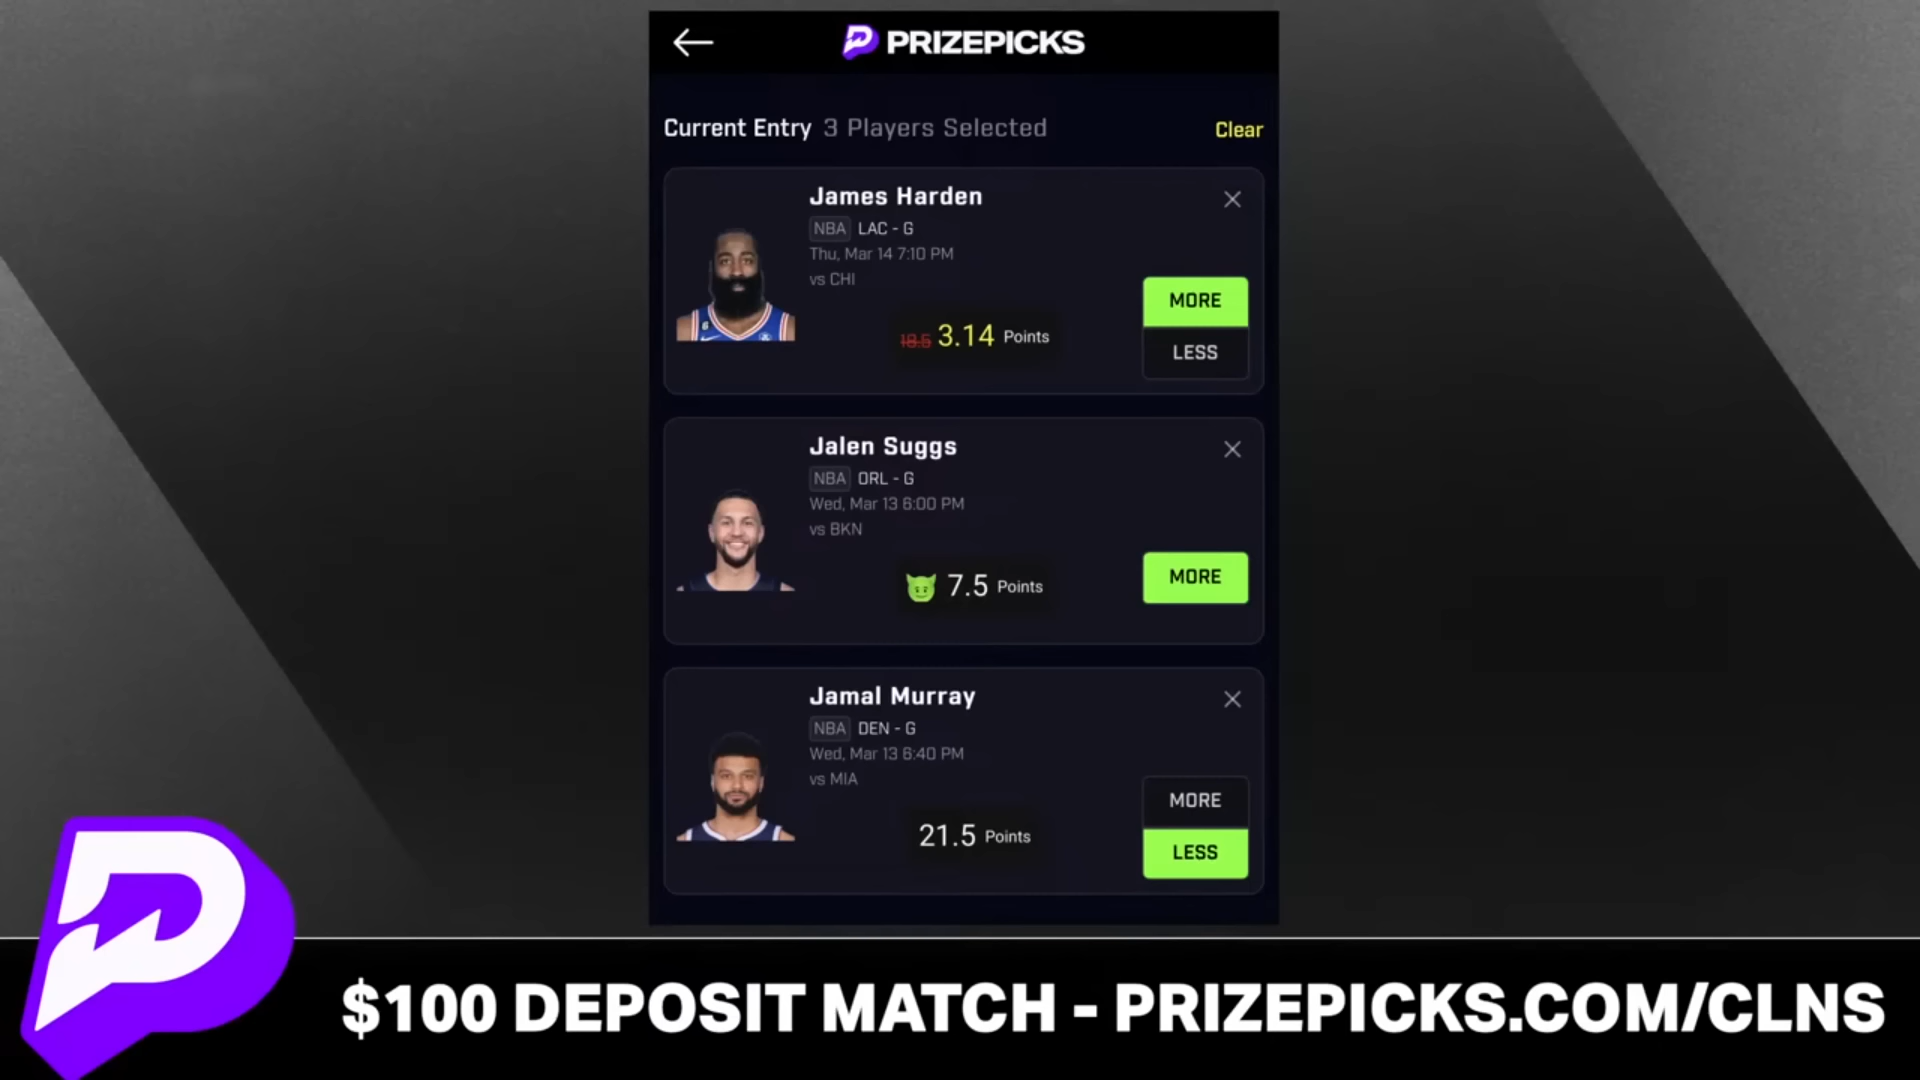 PRIZEPICKS
Current Entry 3 Players Selected Clear
James Harden
NBA LAC - G
Thu, Mar 14 7:10 PM
vs CHI
18.5 3.14 Points
MORE
LESS
Jalen Suggs
NBA ORL - G
Wed, Mar 13 6:00 PM
vs BKN
7.5 Points
MORE
Jamal Murray
NBA DEN - G
Wed, Mar 13 6:40 PM
vs MIA
21.5 Points
MORE
LESS
$100 DEPOSIT MATCH - PRIZEPICKS.COM/CLNS